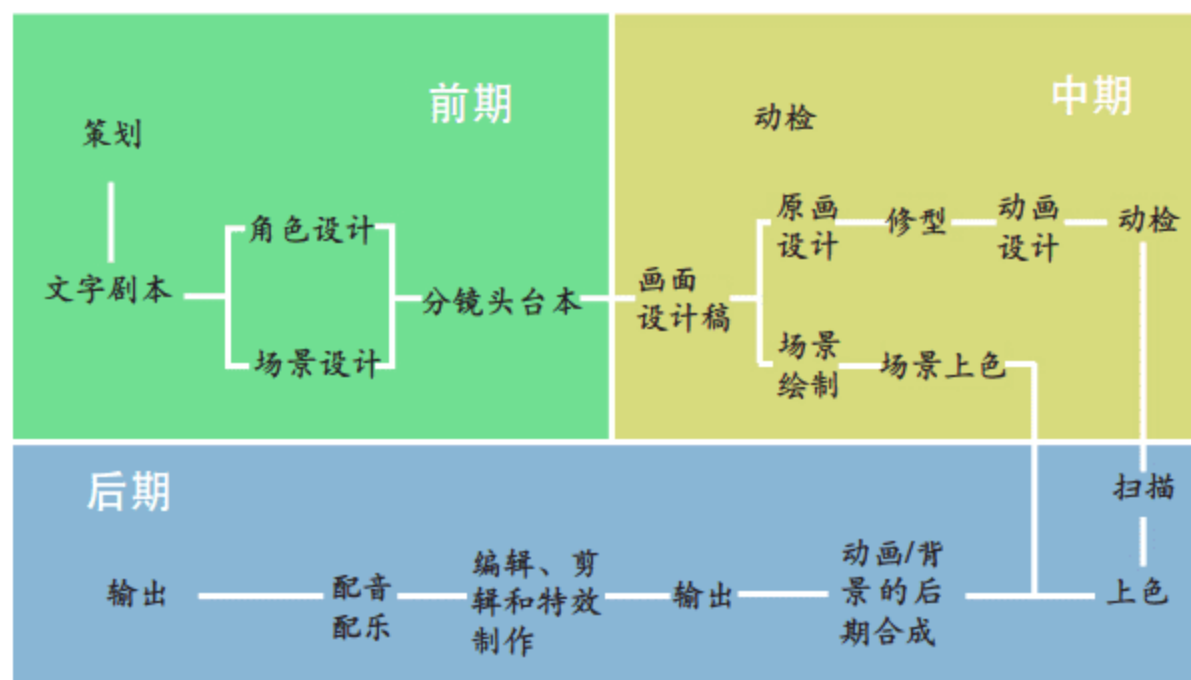 前期
策划
角色设计
文字剧本
分镜头台本
场景设计
中期
动检
原画
设计
修型
动画
设计
动检
画面
设计稿
场景
绘制
场景上色
后期
扫描
上色
动画/背
景的后
期合成
输出
编辑、剪
辑和特效
制作
配音
配乐
输出